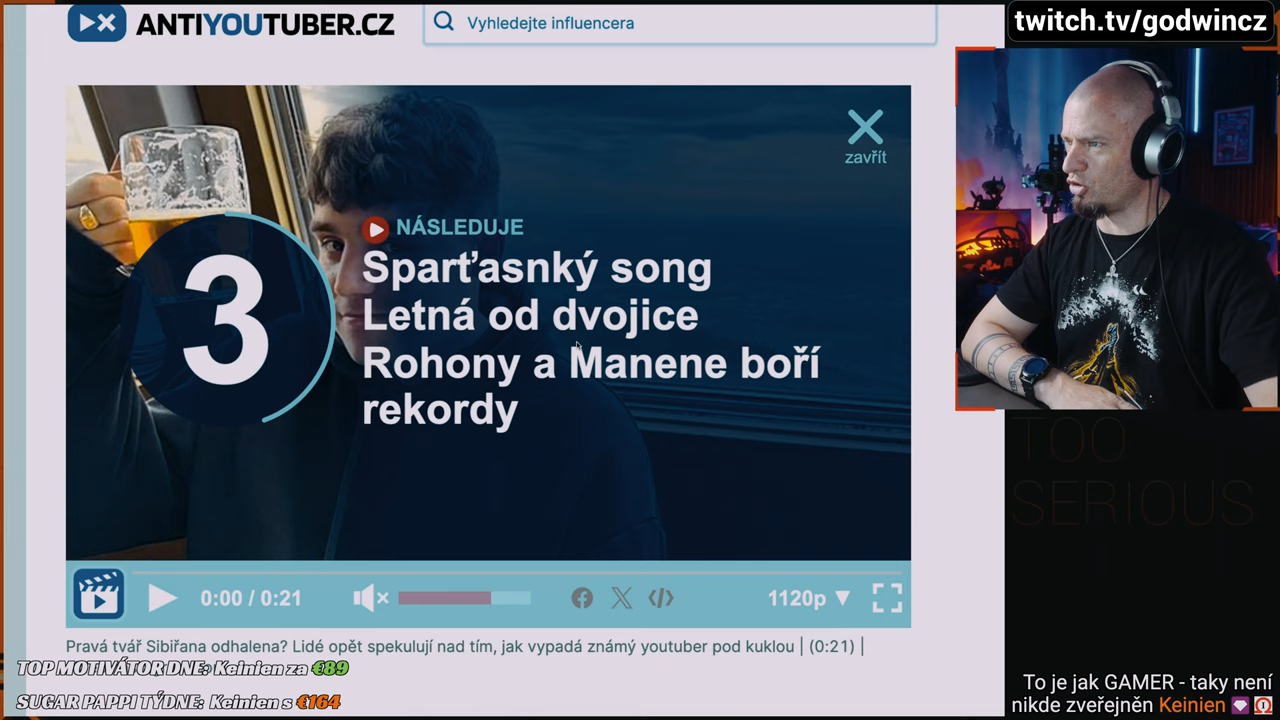 ANTIYOUTUBER.CZ
Vyhledejte influencera
twitch.tv/godwincz
zavřít
3
NÁSLEDUJE
Sparťasnký song
Letná od dvojice
Rohony a Manene boří
rekordy
TOO
SERIOUS
0:00 / 0:21
1120p
Pravá tvář Sibiřana odhalena? Lidé opět spekulují nad tím, jak vypadá známý youtuber pod kuklou | (0:21) |
TOP MOTIVÁTOR DNE: Keinien za €89
SUGAR PAPPI TÝDNE: Keinien s €164
To je jak GAMER - taky není
nikde zveřejněn Keinien